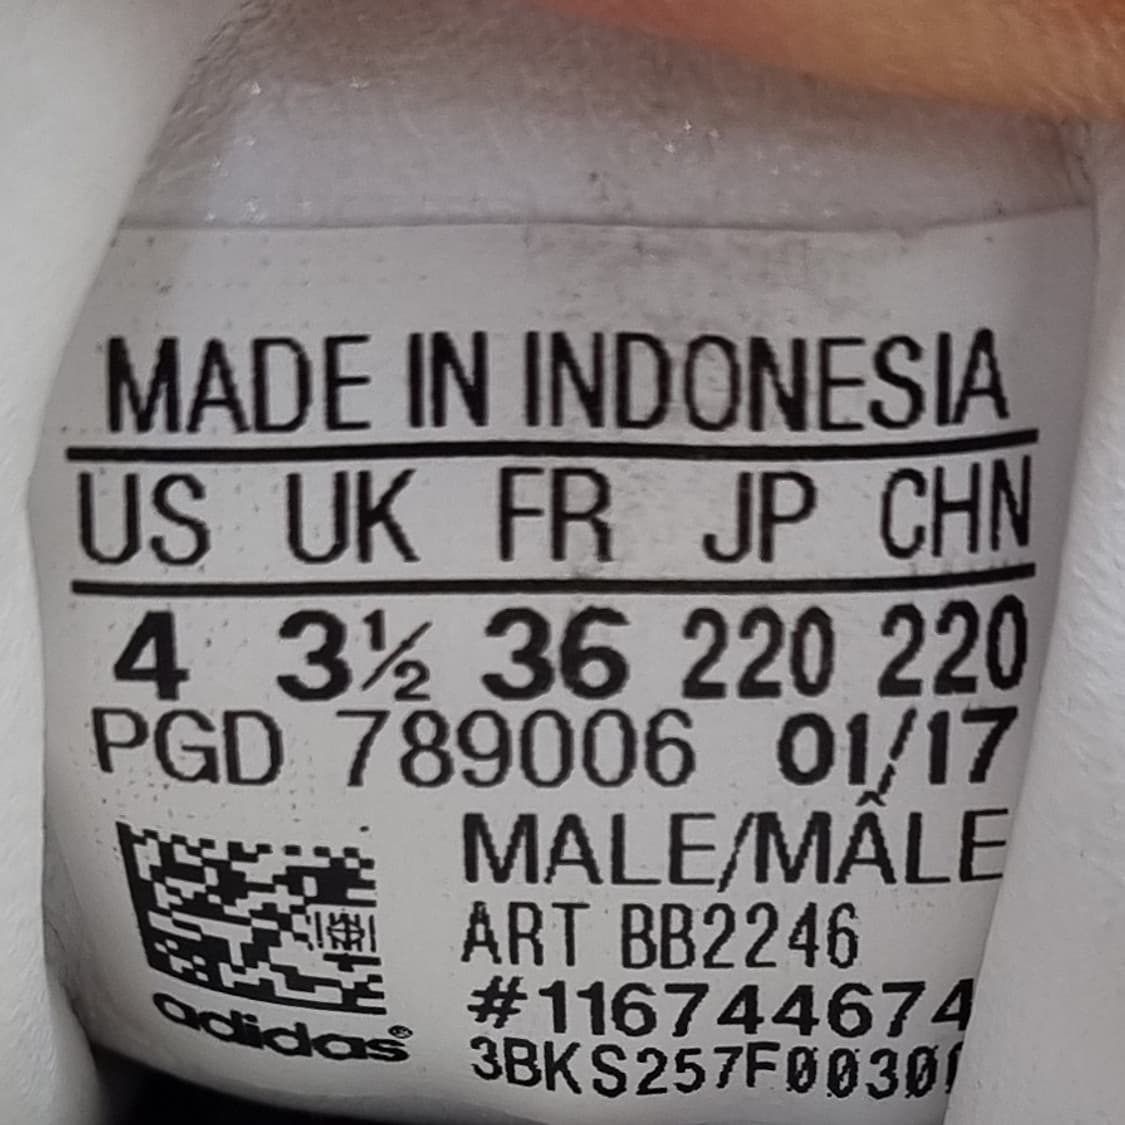 MADE IN INDONESIA
US UK FR JP CHN
4 3½ 36 220 220
PGD 789006 01/17
MALE/MÂLE
ART BB2246
#116744674
adidas®